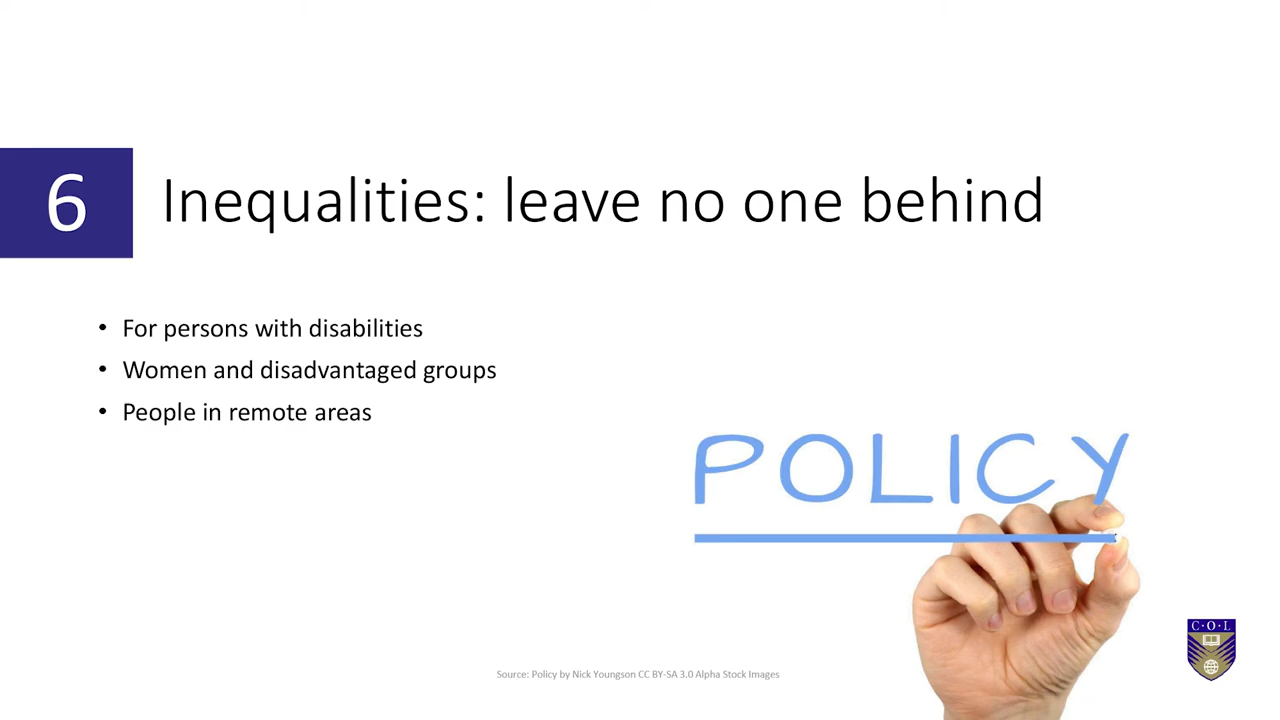 6
Inequalities: leave no one behind
• For persons with disabilities
• Women and disadvantaged groups
• People in remote areas
POLICY
C·O·L
Source: Policy by Nick Youngson CC BY-SA 3.0 Alpha Stock Images